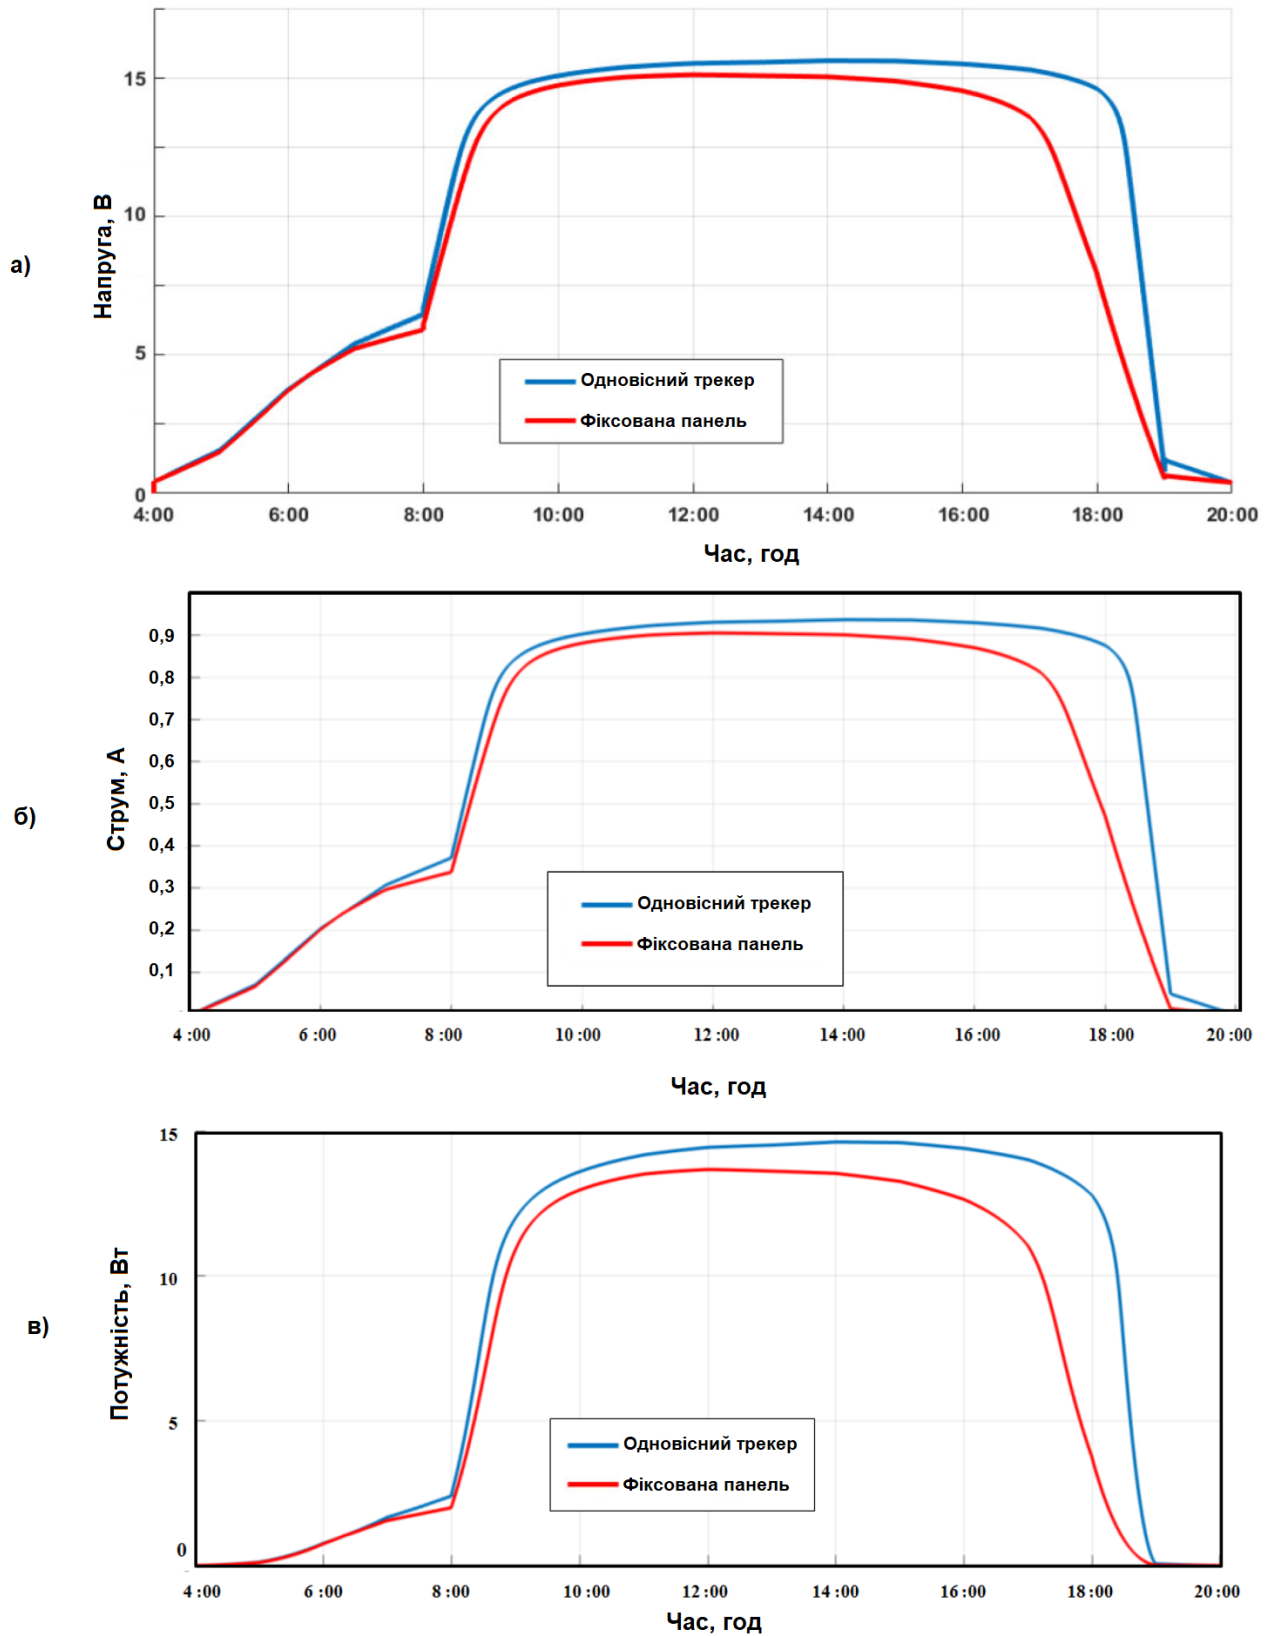 а)
Напруга, В
15
10
5
0
Одновісний трекер
Фіксована панель
4:00 6:00 8:00 10:00 12:00 14:00 16:00 18:00 20:00
Час, год
б)
Струм, А
0,9
0,8
0,7
0,6
0,5
0,4
0,3
0,2
0,1
Одновісний трекер
Фіксована панель
4:00 6:00 8:00 10:00 12:00 14:00 16:00 18:00 20:00
Час, год
в)
Потужність, Вт
15
10
5
0
Одновісний трекер
Фіксована панель
4:00 6:00 8:00 10:00 12:00 14:00 16:00 18:00 20:00
Час, год